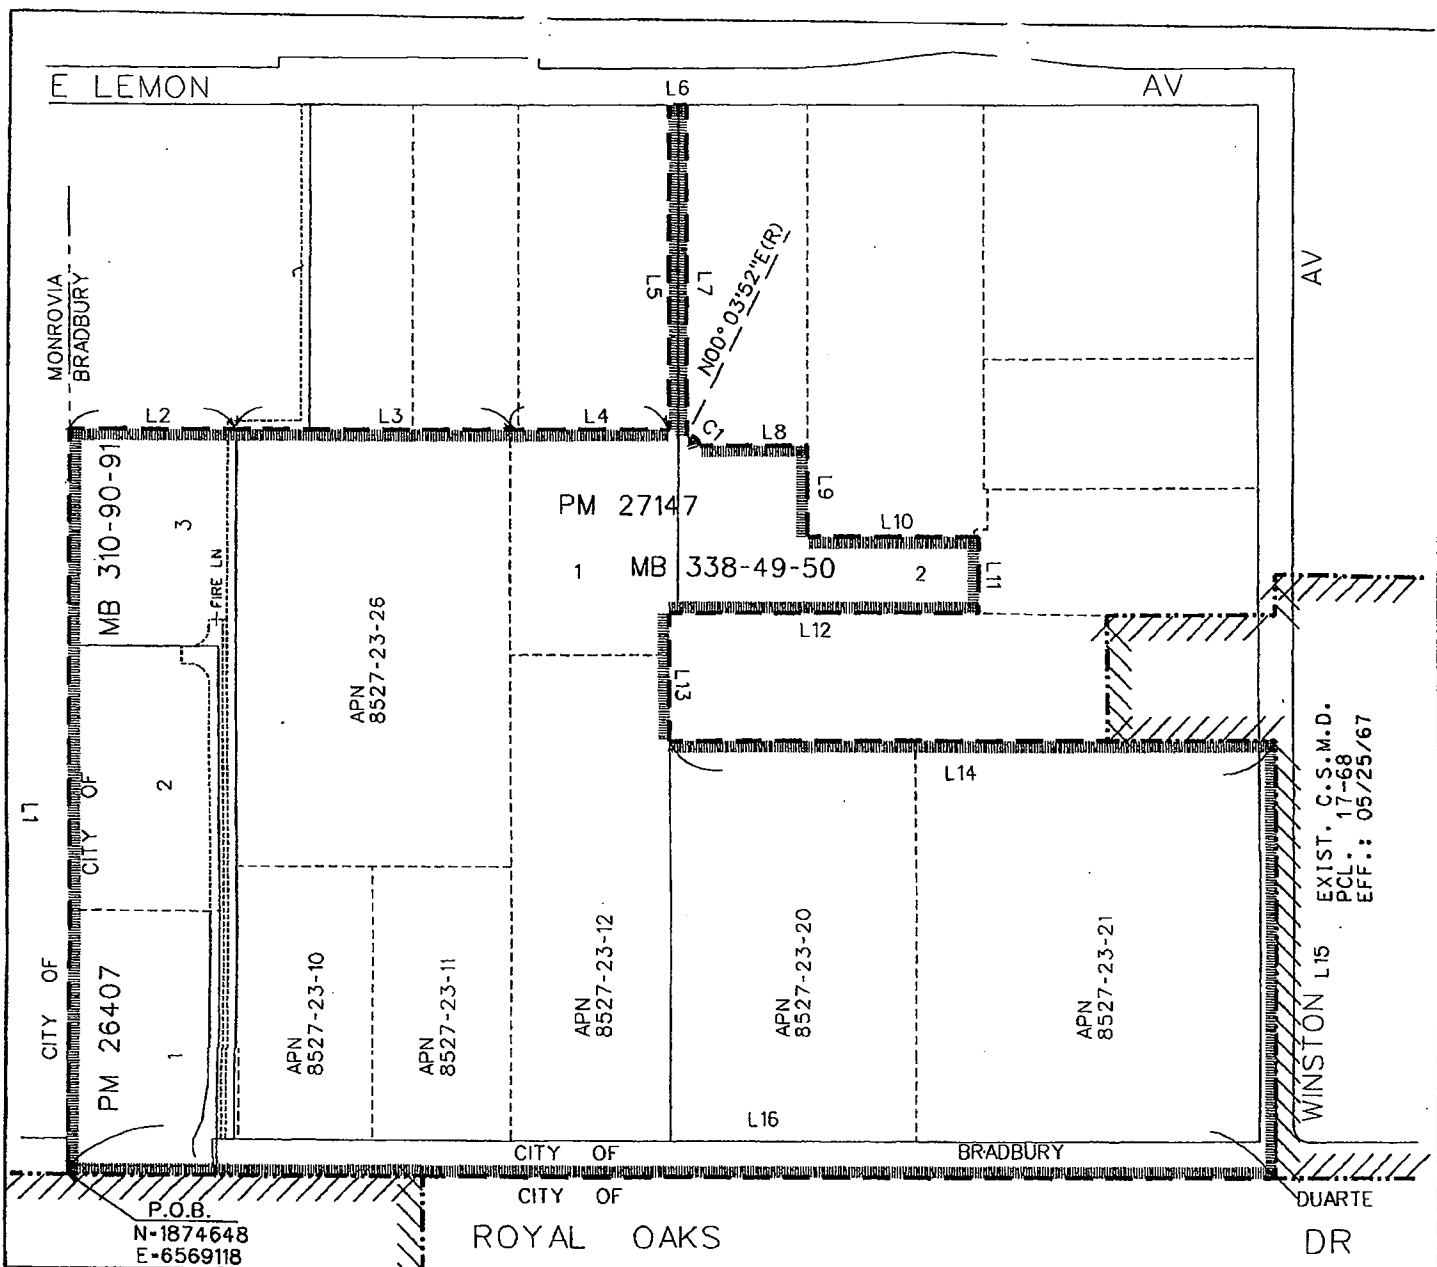 E LEMON
AV
L6
AV
MONROVIA
BRADBURY
L5
L7
N00°03'52"E(R)
L2
L3
L4
C1
L8
L9
L10
L11
MB 310-90-91
3
FIRE LN
PM 27147
1
MB 338-49-50
2
L12
L13
APN
8527-23-26
L14
L1
CITY OF
2
EXIST. C.S.M.D.
PCL. 17-68
EFF.: 05/25/67
CITY OF
PM 26407
1
APN
8527-23-10
APN
8527-23-11
APN
8527-23-12
APN
8527-23-20
APN
8527-23-21
L15
WINSTON
L16
CITY OF
BRADBURY
CITY OF
DUARTE
P.O.B.
N=1874648
E=6569118
ROYAL OAKS
DR